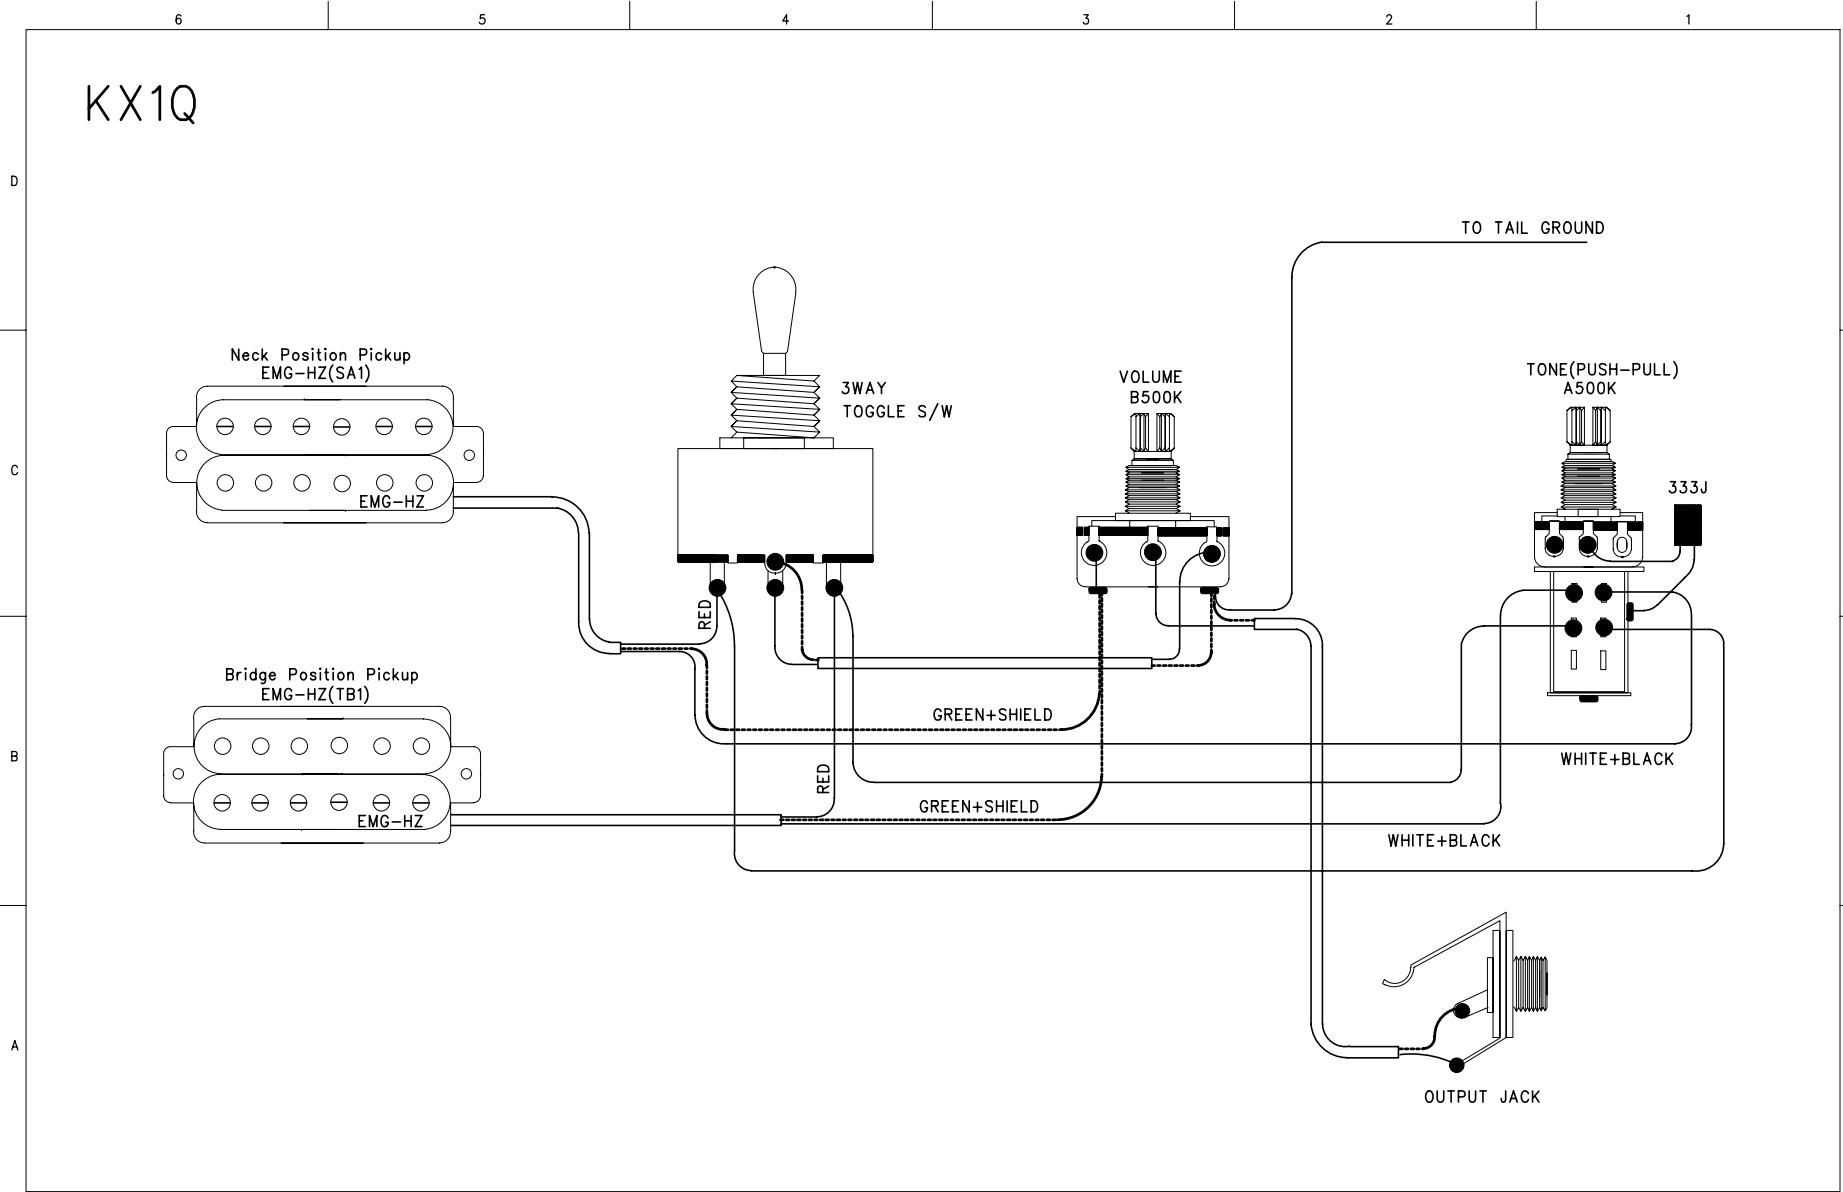 6 5 4 3 2 1
KX1Q
D
TO TAIL GROUND
Neck Position Pickup
EMG-HZ(SA1)
3WAY
TOGGLE S/W
VOLUME
B500K
TONE(PUSH-PULL)
A500K
C
333J
EMG-HZ
RED
Bridge Position Pickup
EMG-HZ(TB1)
GREEN+SHIELD
B
WHITE+BLACK
RED
GREEN+SHIELD
EMG-HZ
WHITE+BLACK
A
OUTPUT JACK